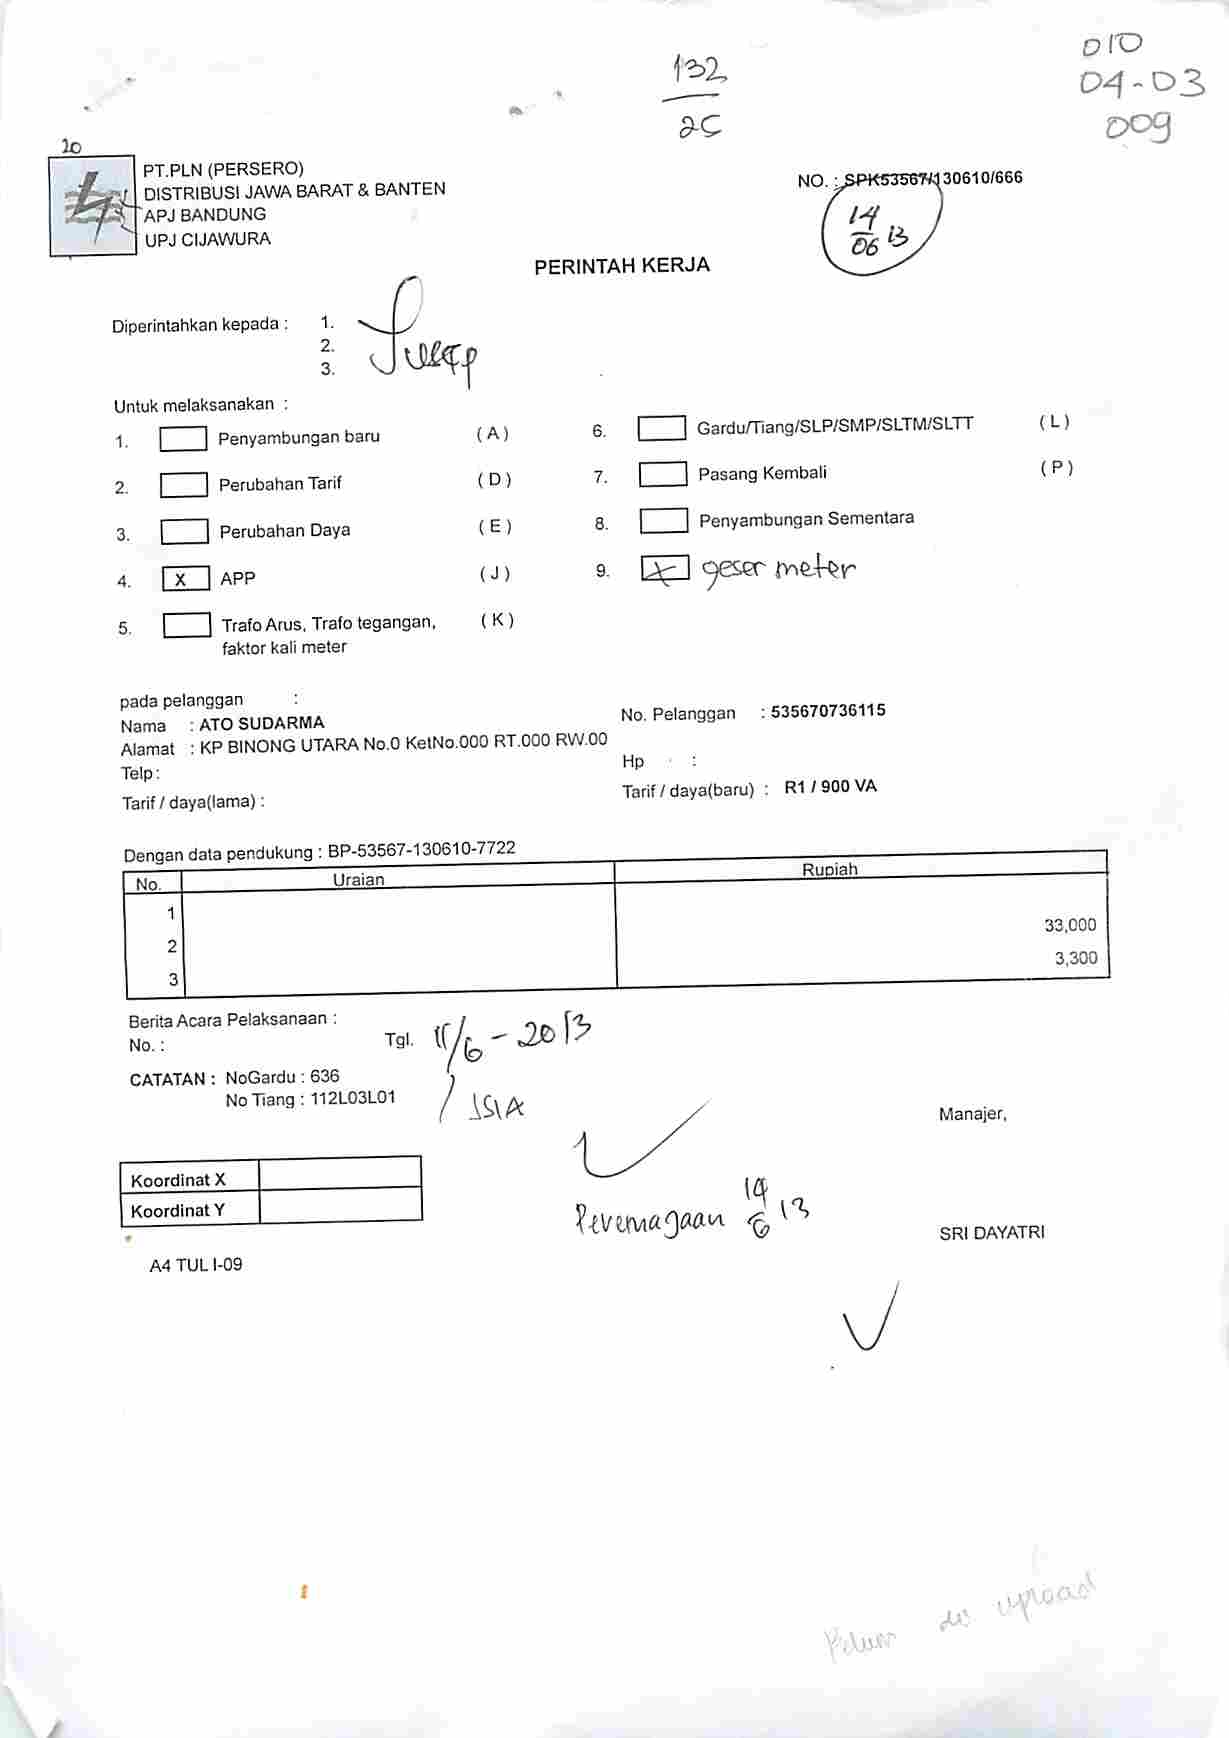 010
04-03
009
132
2C
20
PT.PLN (PERSERO)
DISTRIBUSI JAWA BARAT & BANTEN
APJ BANDUNG
UPJ CIJAWURA
NO. : SPK53567/130610/666
14
06 13
PERINTAH KERJA
Diperintahkan kepada : 1.
2.
3.
Untuk melaksanakan :
1. Penyambungan baru ( A )
2. Perubahan Tarif ( D )
3. Perubahan Daya ( E )
4. X APP ( J )
5. Trafo Arus, Trafo tegangan, ( K )
faktor kali meter
6. Gardu/Tiang/SLP/SMP/SLTM/SLTT ( L )
7. Pasang Kembali ( P )
8. Penyambungan Sementara
9. X geser meter
pada pelanggan :
Nama : ATO SUDARMA
Alamat : KP BINONG UTARA No.0 KetNo.000 RT.000 RW.00
Telp :
Tarif / daya(lama) :
No. Pelanggan : 535670736115
Hp :
Tarif / daya(baru) : R1 / 900 VA
Dengan data pendukung : BP-53567-130610-7722
No. Uraian Rupiah
1
2 33,000
3 3,300
Berita Acara Pelaksanaan :
No. :
Tgl. 11/6 - 2013
CATATAN : NoGardu : 636
No Tiang : 112L03L01
Manajer,
Koordinat X
Koordinat Y
14
6 13
SRI DAYATRI
A4 TUL I-09
upload